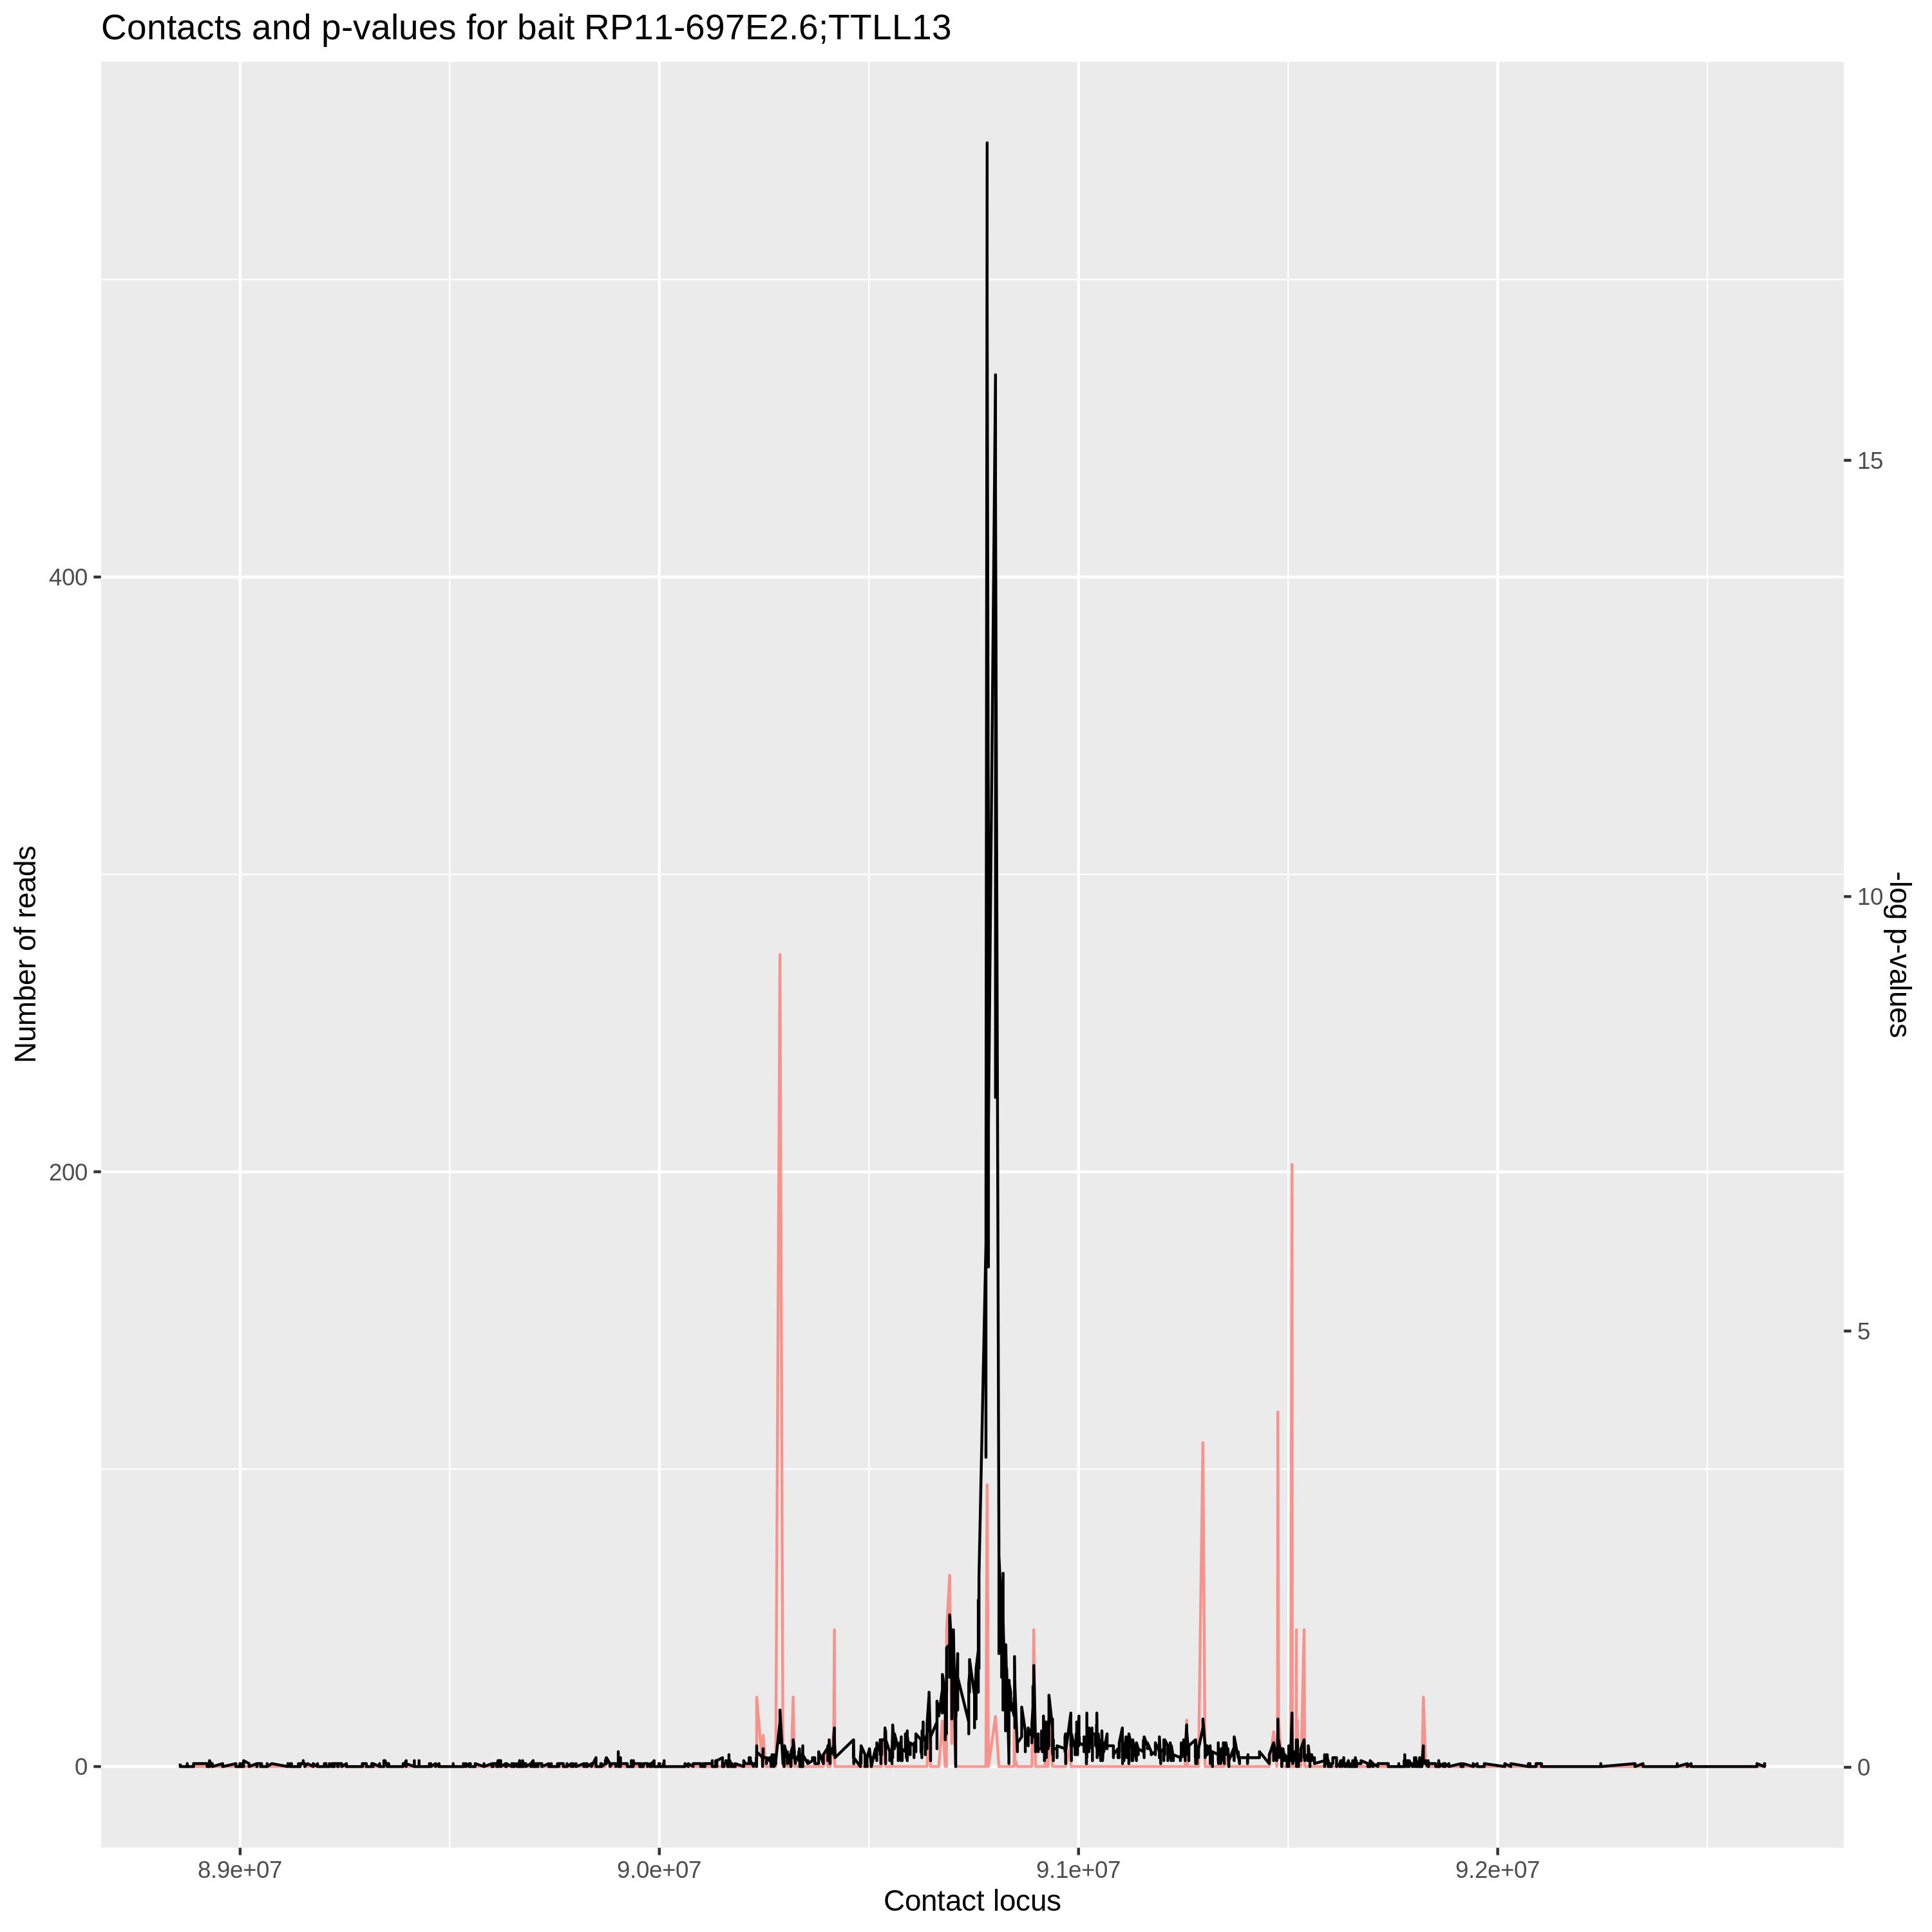 Contacts and p-values for bait RP11-697E2.6;TTLL13
Number of reads
400
200
0
15
10
5
0
-log p-values
8.9e+07 9.0e+07 9.1e+07 9.2e+07
Contact locus